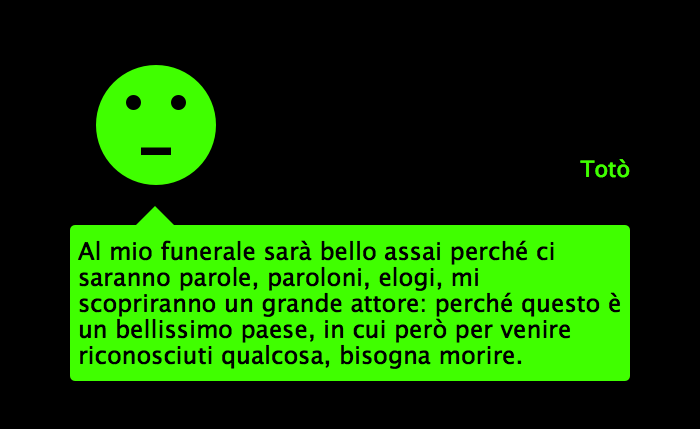 Totò
Al mio funerale sarà bello assai perché ci
saranno parole, paroloni, elogi, mi
scopriranno un grande attore: perché questo è
un bellissimo paese, in cui però per venire
riconosciuti qualcosa, bisogna morire.